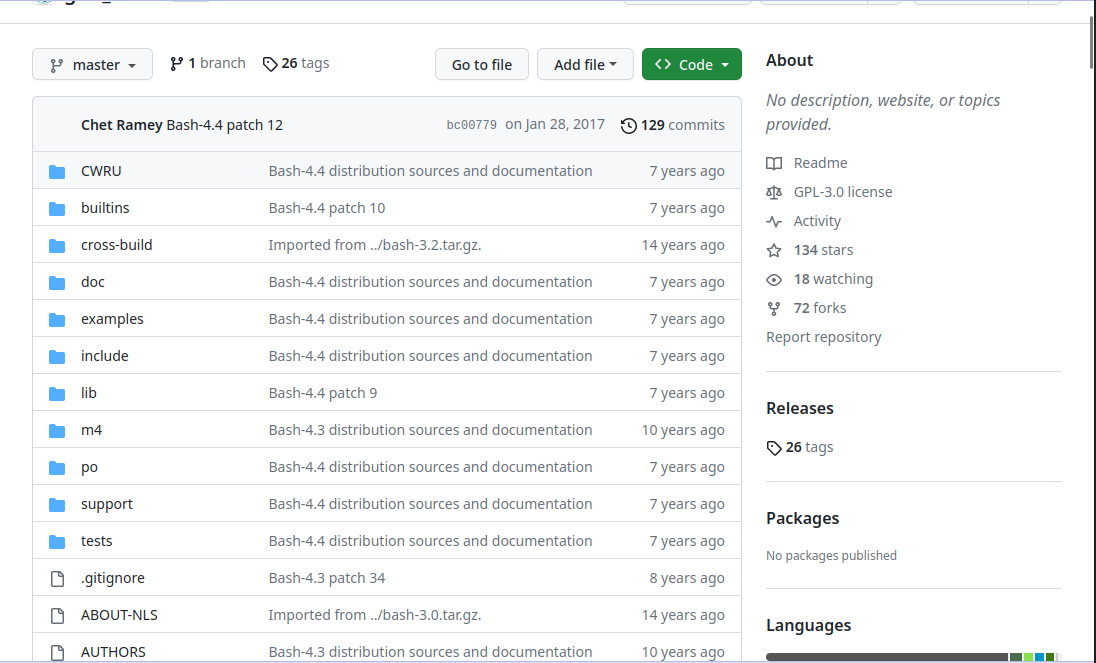 master 1 branch 26 tags Go to file Add file Code
Chet Ramey Bash-4.4 patch 12 bc00779 on Jan 28, 2017 129 commits
CWRU Bash-4.4 distribution sources and documentation 7 years ago
builtins Bash-4.4 patch 10 7 years ago
cross-build Imported from ../bash-3.2.tar.gz. 14 years ago
doc Bash-4.4 distribution sources and documentation 7 years ago
examples Bash-4.4 distribution sources and documentation 7 years ago
include Bash-4.4 distribution sources and documentation 7 years ago
lib Bash-4.4 patch 9 7 years ago
m4 Bash-4.3 distribution sources and documentation 10 years ago
po Bash-4.4 distribution sources and documentation 7 years ago
support Bash-4.4 distribution sources and documentation 7 years ago
tests Bash-4.4 distribution sources and documentation 7 years ago
.gitignore Bash-4.3 patch 34 8 years ago
ABOUT-NLS Imported from ../bash-3.0.tar.gz. 14 years ago
AUTHORS Bash-4.3 distribution sources and documentation 10 years ago
About
No description, website, or topics
provided.
Readme
GPL-3.0 license
Activity
134 stars
18 watching
72 forks
Report repository
Releases
26 tags
Packages
No packages published
Languages